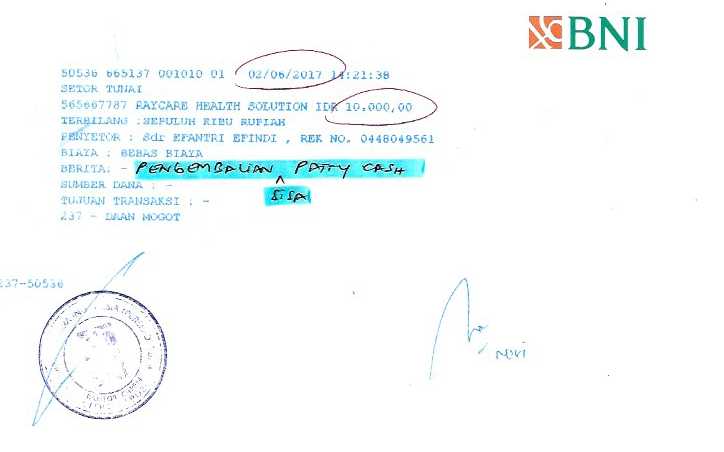 BNI
50536 665137 001010 01 02/06/2017 14:21:38
SETOR TUNAI
565667787 RAYCARE HEALTH SOLUTION IDR 10.000,00
TERBILANG :SEPULUH RIBU RUPIAH
PENYETOR : Sdr EFANTRI EFINDI , REK NO. 0448049561
BIAYA : BEBAS BIAYA
BERITA: - PENGEMBALIAN PATTY CASH
SUMBER DANA : -
SISA
TUJUAN TRANSAKSI : -
237 - DAAN MOGOT
237-50536
NOVI